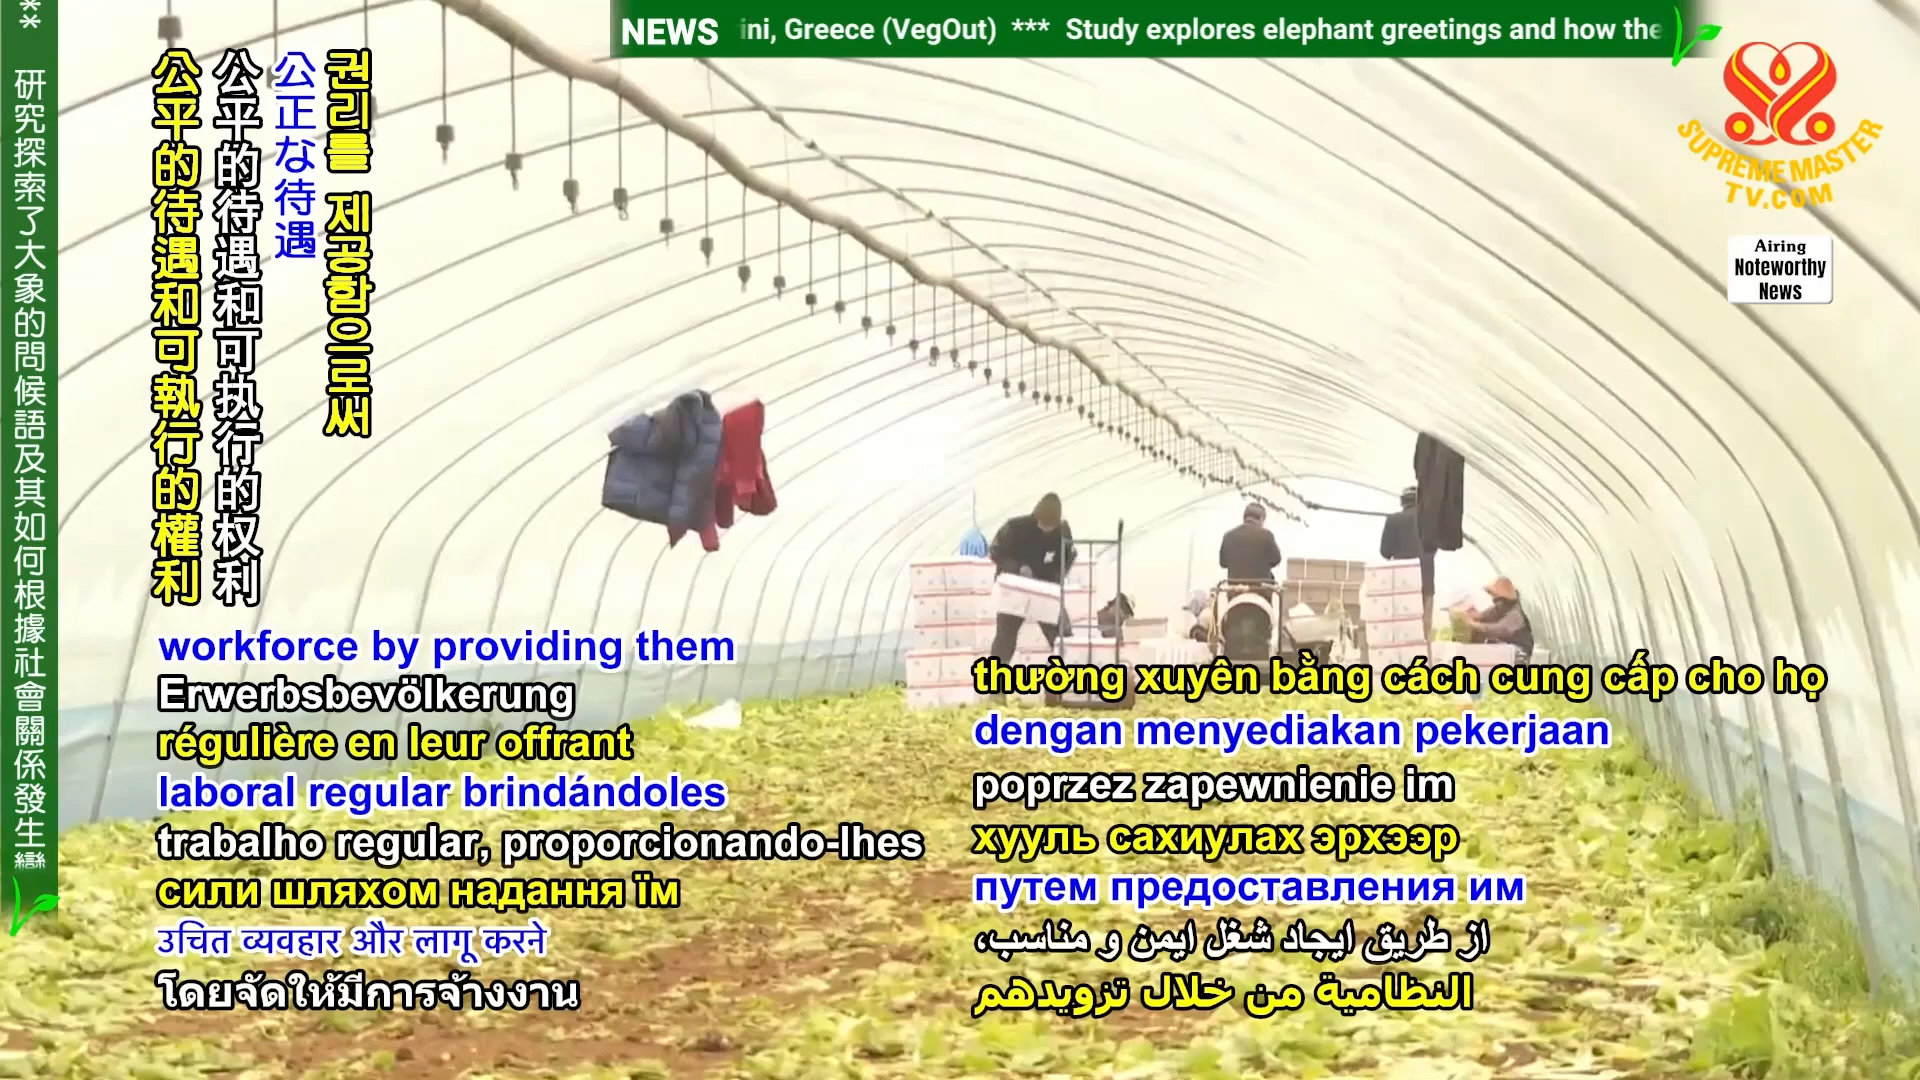 NEWS
ini, Greece (VegOut) *** Study explores elephant greetings and how the
** 研究探索了大象的問候語及其如何根據社會關係發生變
SUPREME MASTER
TV.COM
Airing
Noteworthy
News
권리를 제공함으로써
公正な待遇
公平的待遇和可执行的权利
公平的待遇和可執行的權利
workforce by providing them
Erwerbsbevölkerung
régulière en leur offrant
laboral regular brindándoles
trabalho regular, proporcionando-lhes
сили шляхом надання їм
उचित व्यवहार और लागू करने
โดยจัดให้มีการจ้างงาน
thường xuyên bằng cách cung cấp cho họ
dengan menyediakan pekerjaan
poprzez zapewnienie im
хууль сахиулах эрхээр
путем предоставления им
از طریق ایجاد شغل ایمن و مناسب،
النظامية من خلال تزويدهم